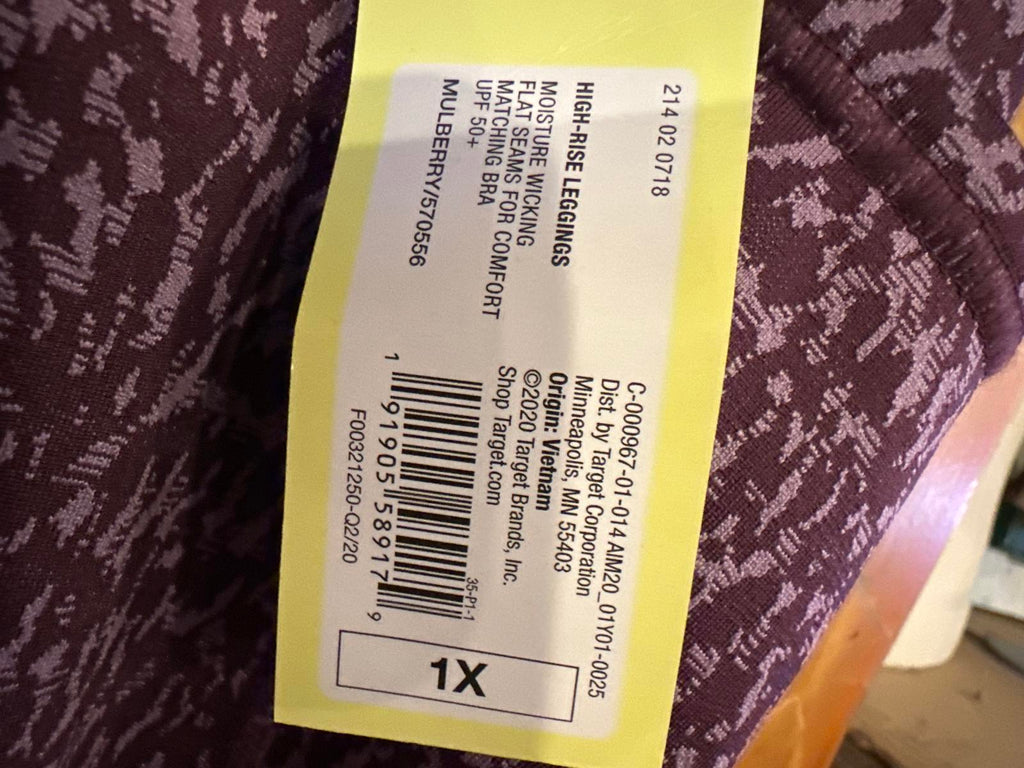 214 02 0718
HIGH-RISE LEGGINGS
MOISTURE WICKING
FLAT SEAMS FOR COMFORT
MATCHING BRA
UPF 50+
MULBERRY/570556
C-000967-01-014 AIM20_01Y01-0025
Dist. by Target Corporation
Minneapolis, MN 55403
Origin: Vietnam
©2020 Target Brands, Inc.
Shop Target.com
35-P1-1
1 91905 58917 9
F00321250-Q2/20
1X